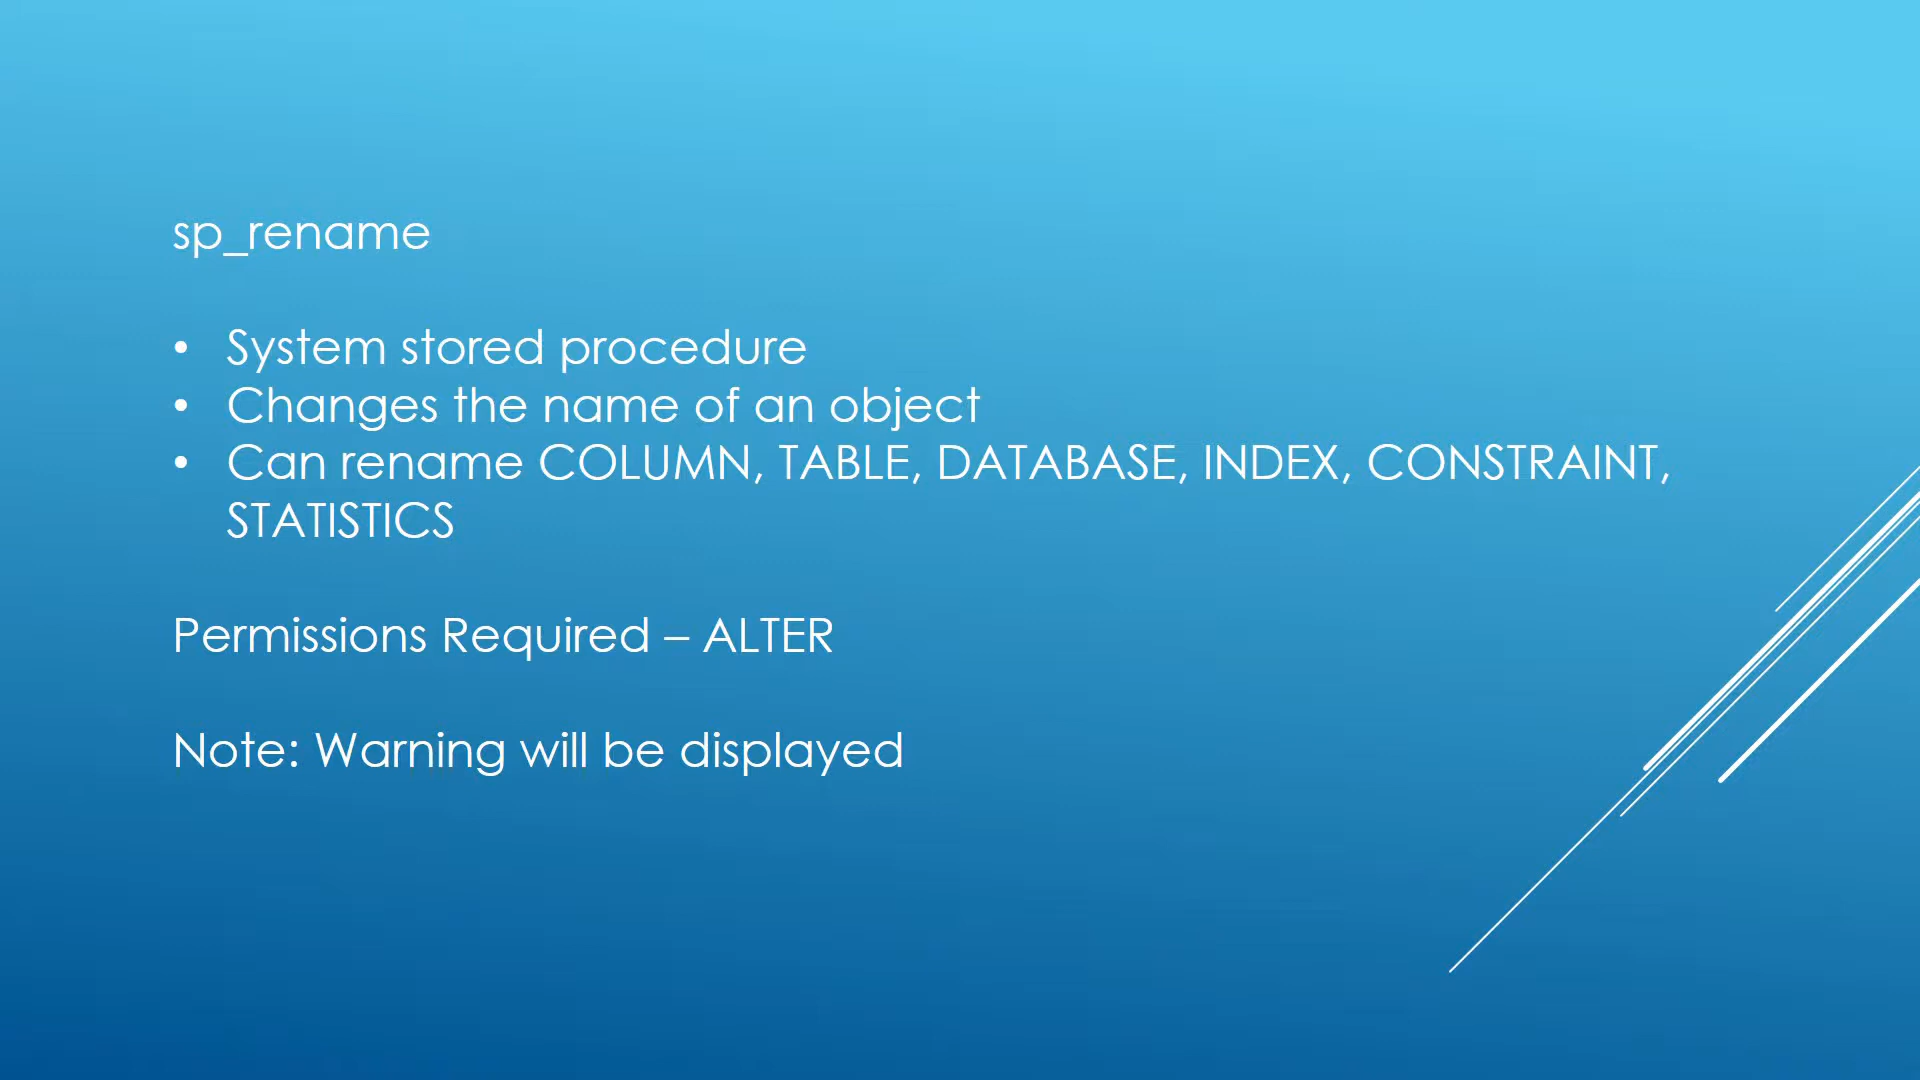 sp_rename
• System stored procedure
• Changes the name of an object
• Can rename COLUMN, TABLE, DATABASE, INDEX, CONSTRAINT,
STATISTICS
Permissions Required – ALTER
Note: Warning will be displayed